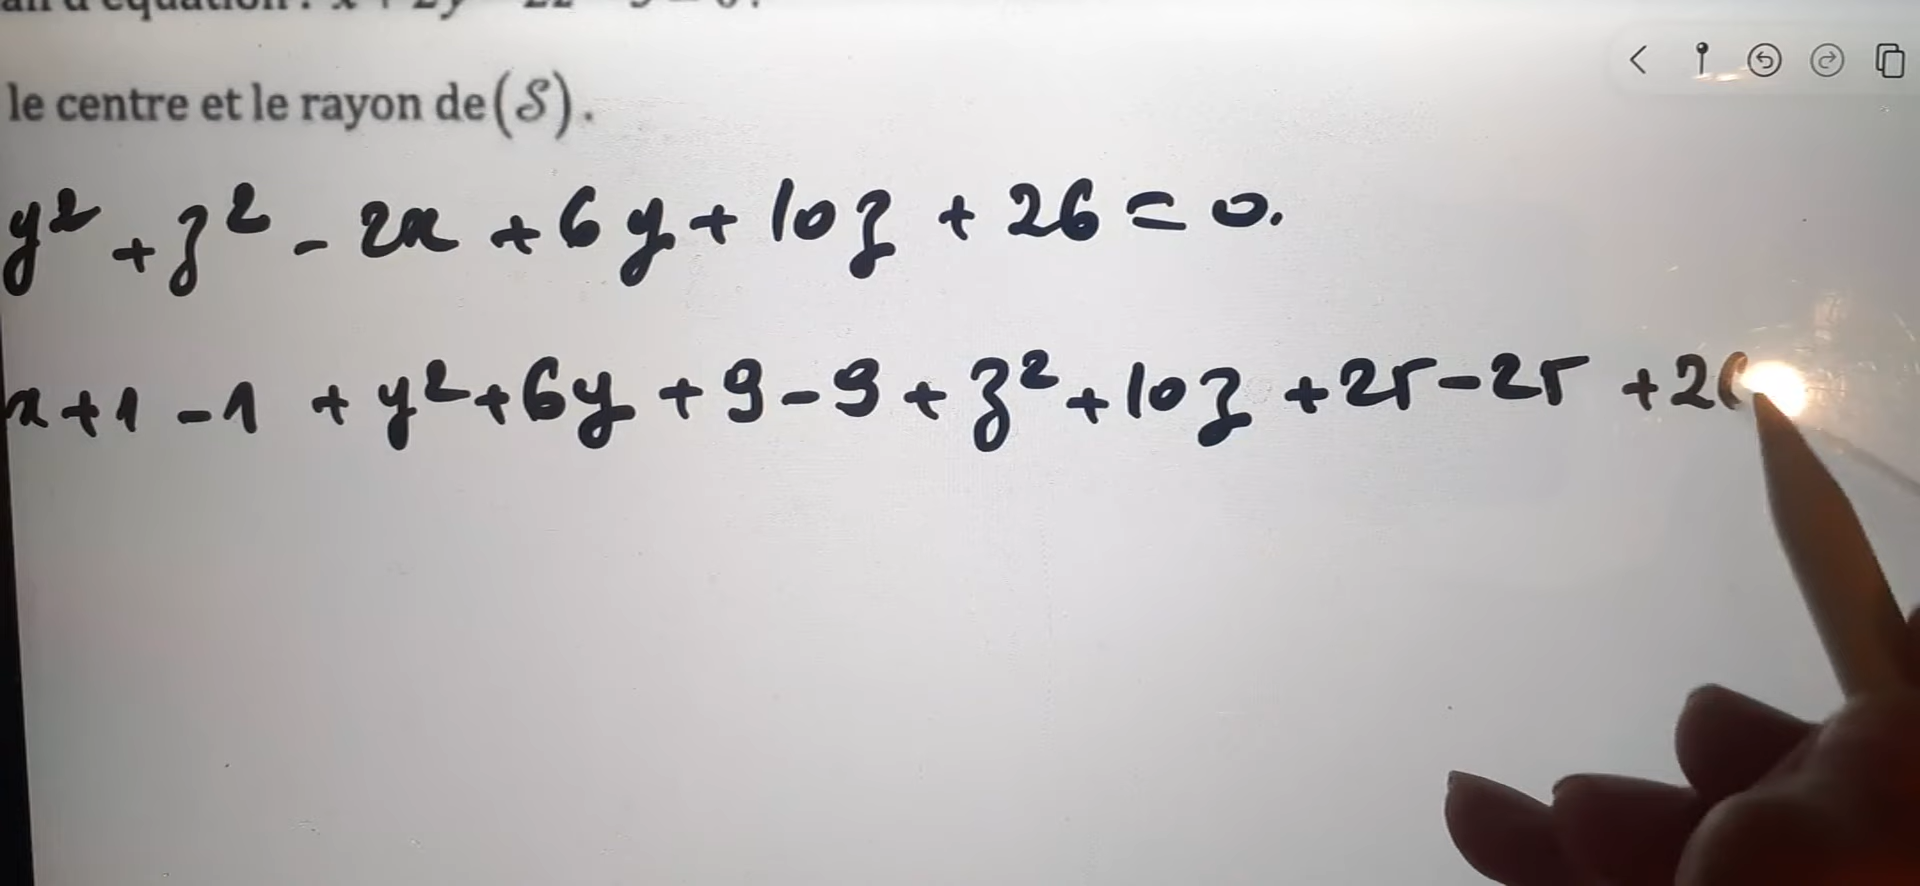 le centre et le rayon de (S).
y² + z² - 2x + 6y + 10z + 26 = 0.
x + 1 - 1 + y² + 6y + 9 - 9 + z² + 10z + 25 - 25 + 2